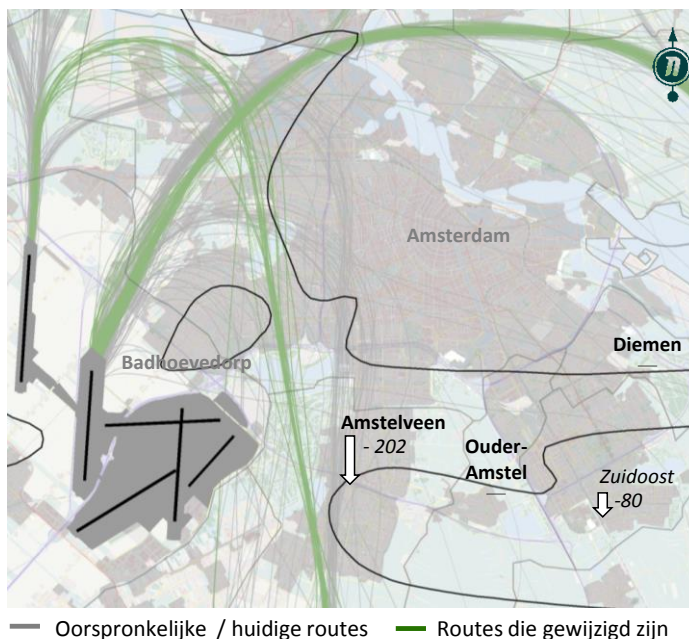 Amsterdam
Diemen
Badhoevedorp
Amstelveen
- 202
Ouder-
Amstel
Zuidoost
-80
Oorspronkelijke / huidige routes
Routes die gewijzigd zijn